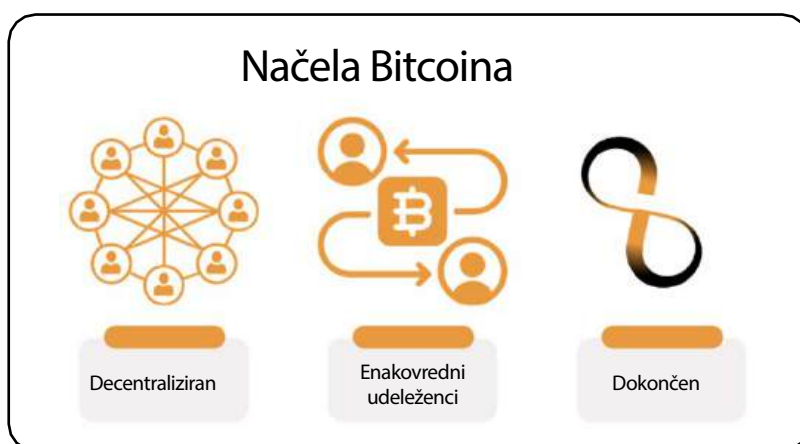 Načela Bitcoina
Decentraliziran
Enakovredni
udeleženci
Dokončen